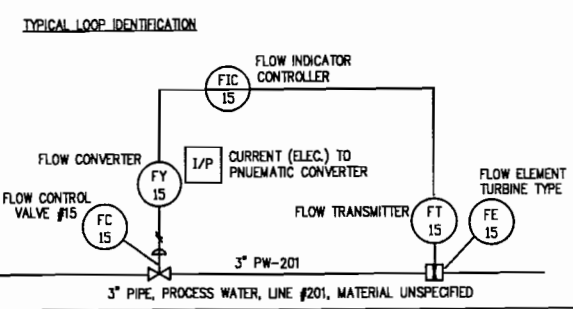 TYPICAL LOOP IDENTIFICATION
FLOW INDICATOR
CONTROLLER
FIC
15
FLOW CONVERTER
FY
15
I/P
CURRENT (ELEC.) TO
PNUEMATIC CONVERTER
FLOW ELEMENT
TURBINE TYPE
FLOW CONTROL
VALVE #15
FC
15
FLOW TRANSMITTER
FT
15
FE
15
3" PW-201
3" PIPE, PROCESS WATER, LINE #201, MATERIAL UNSPECIFIED